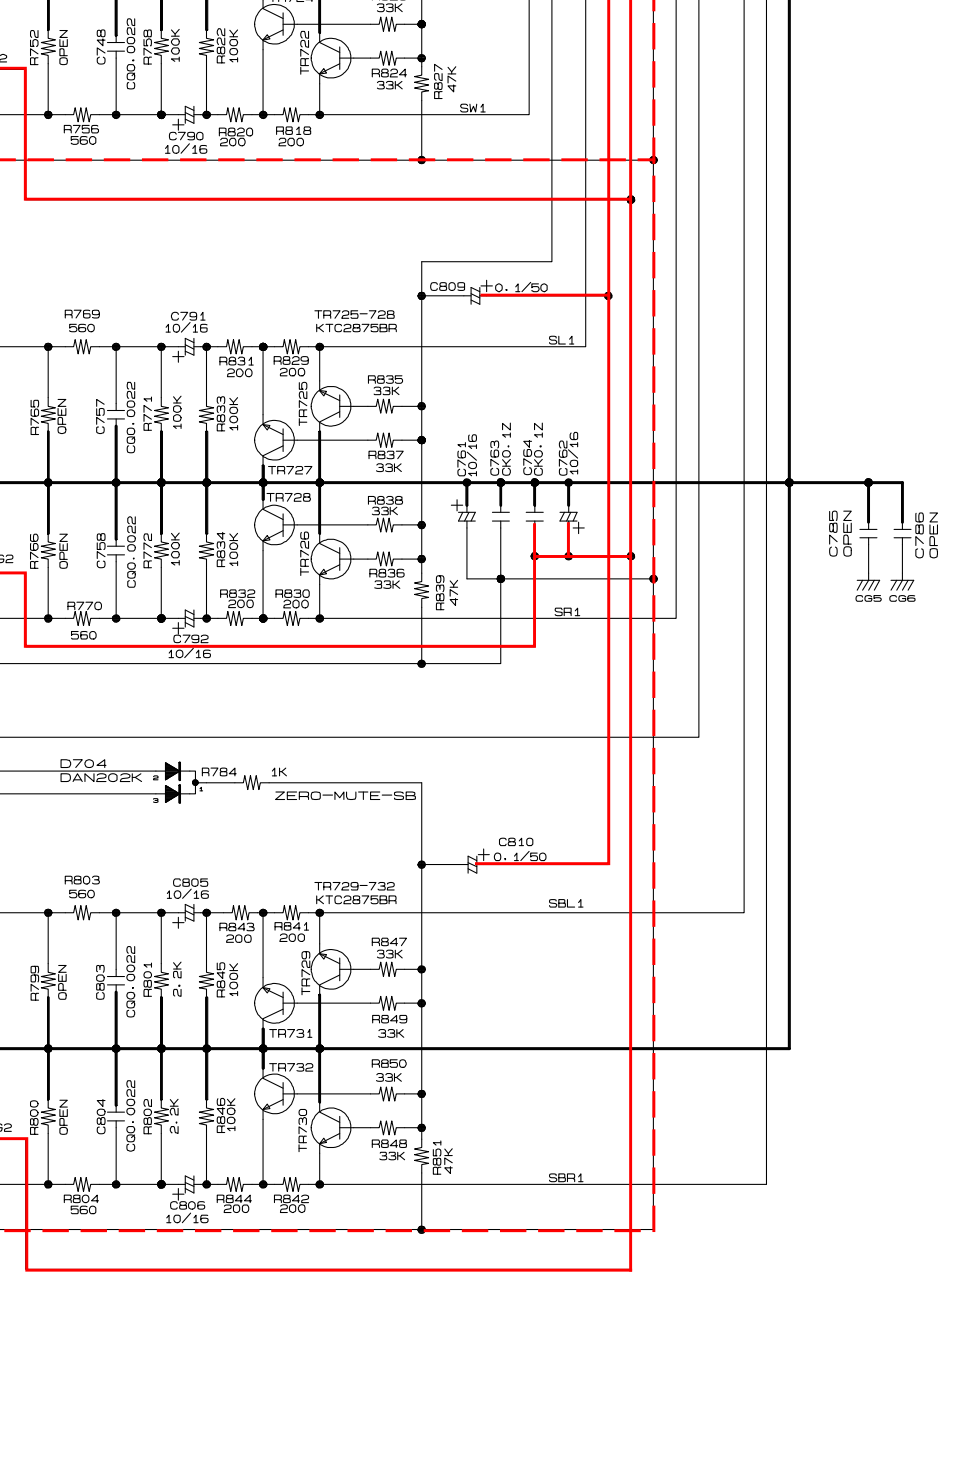 R752
OPEN
C748
CQ0.0022
R758
100K
R822
100K
TR722
33K
R824
33K
R827
47K
SW1
R756
560
C790
10/16
R820
200
R818
200
C809
0.1/50
R769
560
C791
10/16
TR725-728
KTC2875BR
R831
200
R829
200
SL1
R765
OPEN
C757
CQ0.0022
R771
100K
R833
100K
TR725
R835
33K
R837
33K
TR727
C761
10/16
C763
CK0.1Z
C764
CK0.1Z
C762
10/16
TR728
R766
OPEN
C758
CQ0.0022
R772
100K
R834
100K
TR726
R838
33K
R836
33K
R839
47K
C785
OPEN
C786
OPEN
CG5
CG6
R770
560
C792
10/16
R832
200
R830
200
SR1
D704
DAN202K
2
3
1
R784
1K
ZERO-MUTE-SB
C810
0.1/50
R803
560
C805
10/16
TR729-732
KTC2875BR
R843
200
R841
200
SBL1
R799
OPEN
C803
CQ0.0022
R801
2.2K
R845
100K
TR729
R847
33K
R849
33K
TR731
TR732
R800
OPEN
C804
CQ0.0022
R802
2.2K
R846
100K
TR730
R850
33K
R848
33K
R851
47K
R804
560
C806
10/16
R844
200
R842
200
SBR1